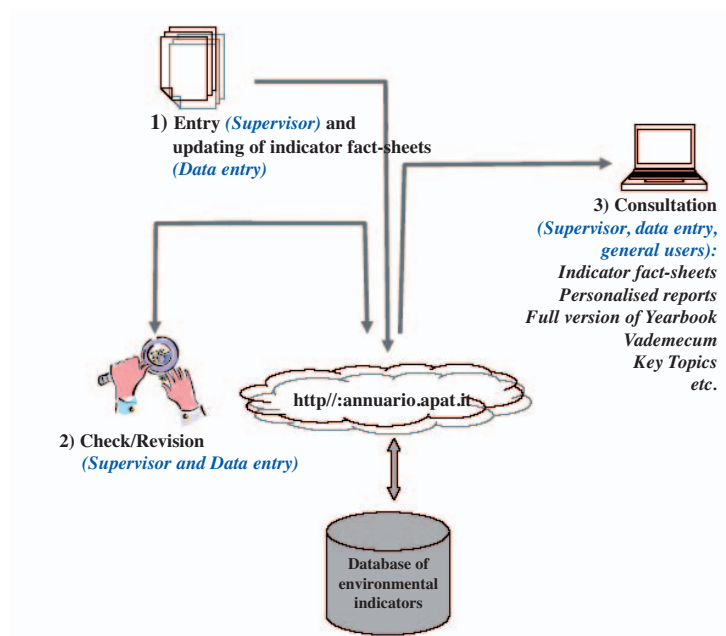 1) Entry (Supervisor) and
updating of indicator fact-sheets
(Data entry)
3) Consultation
(Supervisor, data entry,
general users):
Indicator fact-sheets
Personalised reports
Full version of Yearbook
Vademecum
Key Topics
etc.
http//:annuario.apat.it
2) Check/Revision
(Supervisor and Data entry)
Database of
environmental
indicators